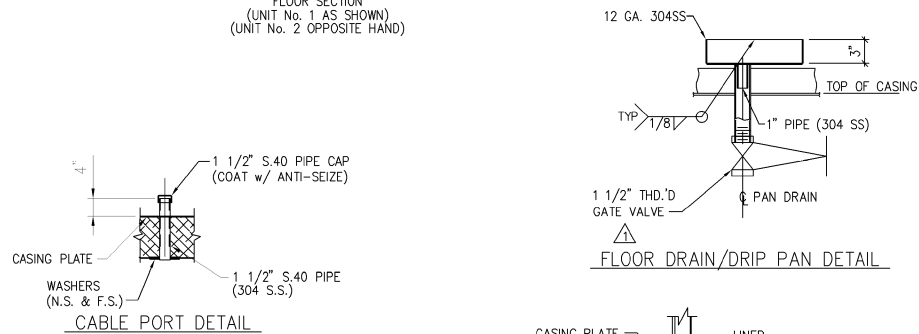 FLOOR SECTION
(UNIT No. 1 AS SHOWN)
(UNIT No. 2 OPPOSITE HAND)
12 GA. 304SS
3"
TOP OF CASING
TYP
1/8
1" PIPE (304 SS)
1 1/2" THD.'D
GATE VALVE
℄ PAN DRAIN
1
FLOOR DRAIN/DRIP PAN DETAIL
4"
1 1/2" S.40 PIPE CAP
(COAT w/ ANTI-SEIZE)
CASING PLATE
WASHERS
(N.S. & F.S.)
1 1/2" S.40 PIPE
(304 S.S.)
CABLE PORT DETAIL
CASING PLATE
LINER